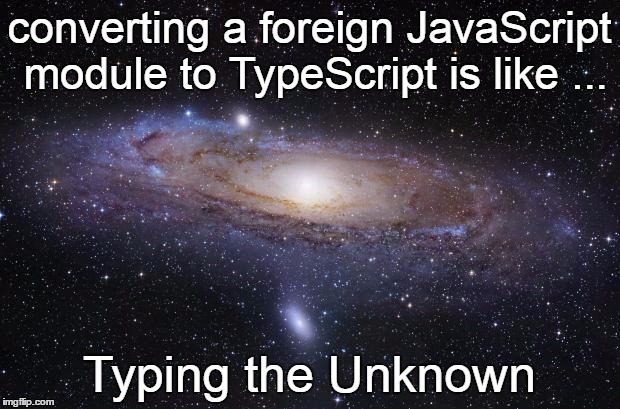 converting a foreign JavaScript
module to TypeScript is like ...
Typing the Unknown
imgflip.com